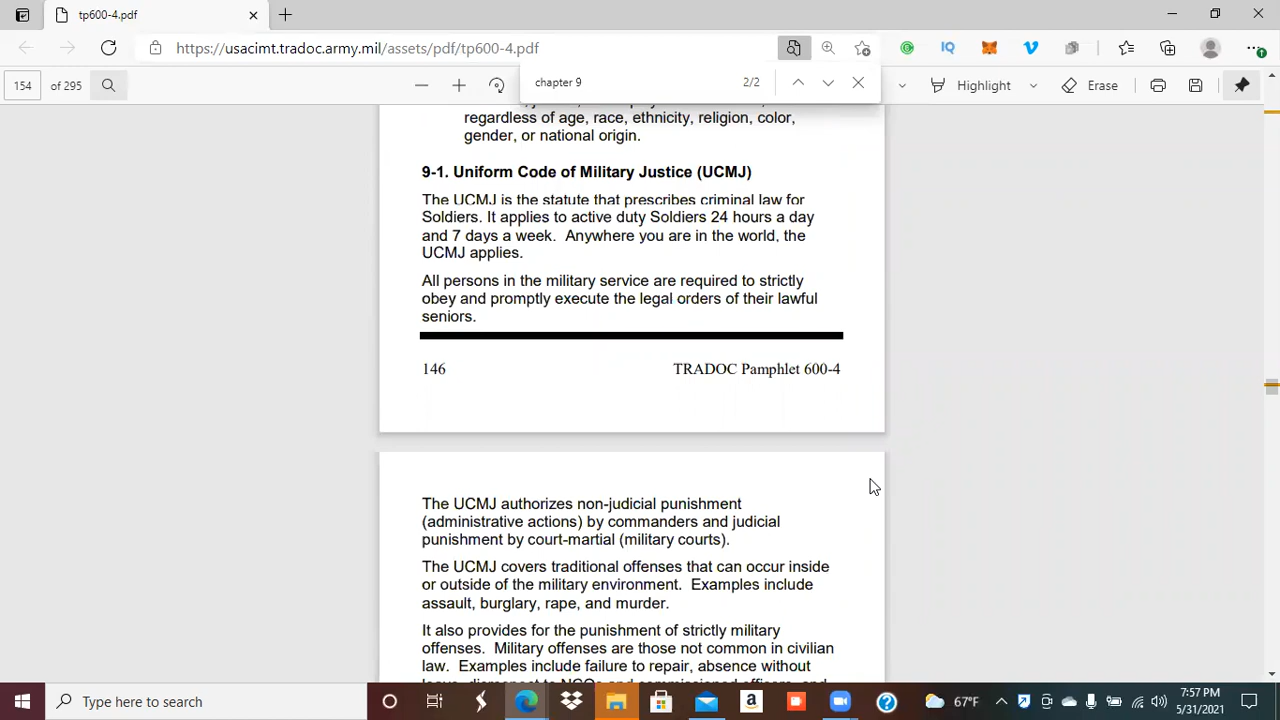 tp600-4.pdf
https://usacimt.tradoc.army.mil/assets/pdf/tp600-4.pdf
154 of 295
chapter 9
2/2
Highlight
Erase
regardless of age, race, ethnicity, religion, color,
gender, or national origin.
9-1. Uniform Code of Military Justice (UCMJ)
The UCMJ is the statute that prescribes criminal law for
Soldiers. It applies to active duty Soldiers 24 hours a day
and 7 days a week. Anywhere you are in the world, the
UCMJ applies.
All persons in the military service are required to strictly
obey and promptly execute the legal orders of their lawful
seniors.
146
TRADOC Pamphlet 600-4
The UCMJ authorizes non-judicial punishment
(administrative actions) by commanders and judicial
punishment by court-martial (military courts).
The UCMJ covers traditional offenses that can occur inside
or outside of the military environment. Examples include
assault, burglary, rape, and murder.
It also provides for the punishment of strictly military
offenses. Military offenses are those not common in civilian
law. Examples include failure to repair, absence without
Type here to search
67°F
7:57 PM
5/31/2021